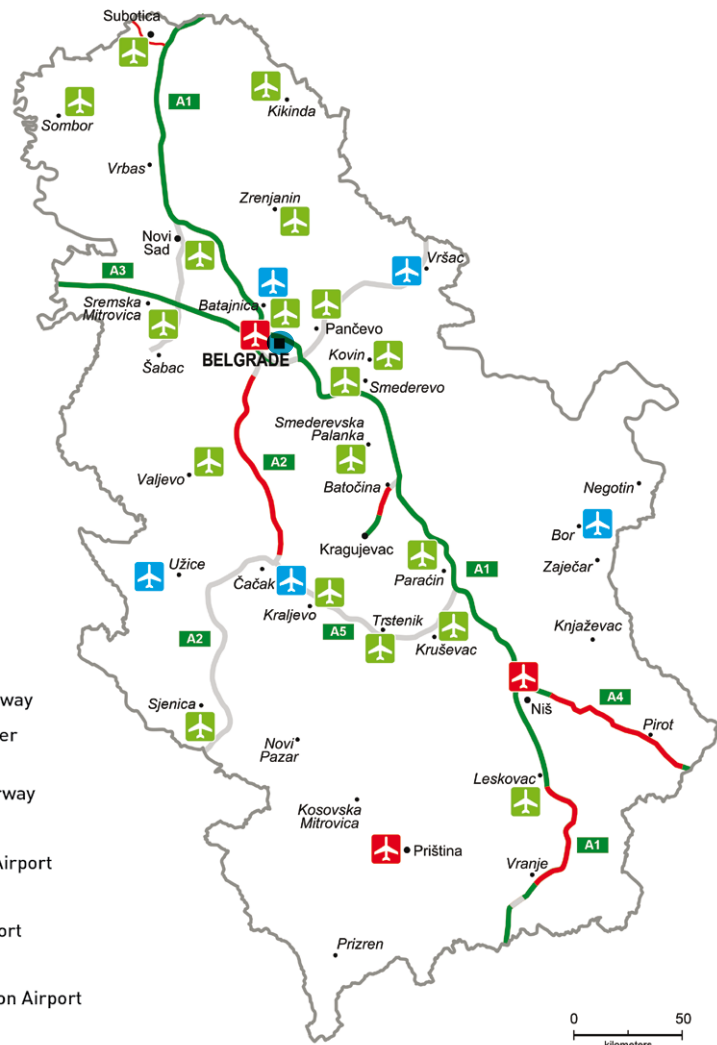 Subotica
A1
Kikinda
Sombor
Vrbas
Zrenjanin
Novi
Sad
A3
Vršac
Sremska
Mitrovica
Batajnica
Pančevo
BELGRADE
Šabac
Kovin
Smederevo
Smederevska
Palanka
A2
Valjevo
Batočina
Negotin
Bor
Kragujevac
Zaječar
Užice
Čačak
Paraćin
A1
Kraljevo
Trstenik
A2
A5
Kruševac
Knjaževac
Sjenica
Niš
A4
Pirot
Novi
Pazar
Leskovac
Kosovska
Mitrovica
Priština
A1
Vranje
Prizren
way
er
rway
Airport
ort
on Airport
0 50
kilometers